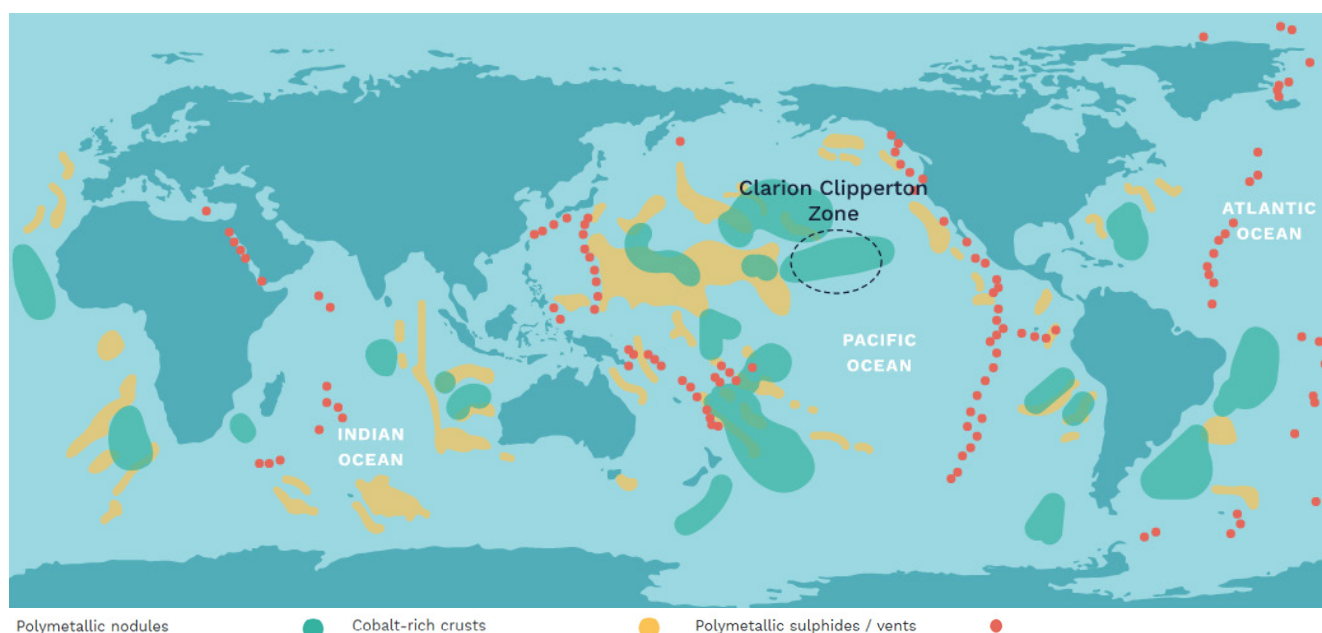 Clarion Clipperton
Zone
ATLANTIC
OCEAN
PACIFIC
OCEAN
INDIAN
OCEAN
Polymetallic nodules
Cobalt-rich crusts
Polymetallic sulphides / vents